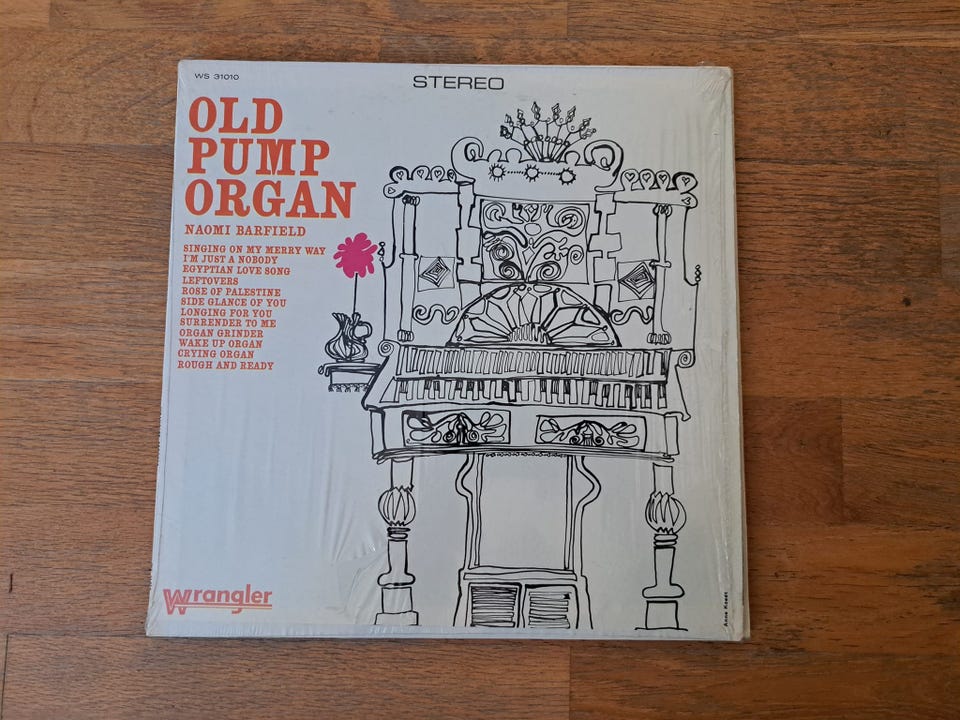 WS 31010
STEREO
OLD
PUMP
ORGAN
NAOMI BARFIELD
SINGING ON MY MERRY WAY
I'M JUST A NOBODY
EGYPTIAN LOVE SONG
LEFTOVERS
ROSE OF PALESTINE
SIDE GLANCE OF YOU
LONGING FOR YOU
SURRENDER TO ME
ORGAN GRINDER
WAKE UP ORGAN
CRYING ORGAN
ROUGH AND READY
Wrangler
Anne